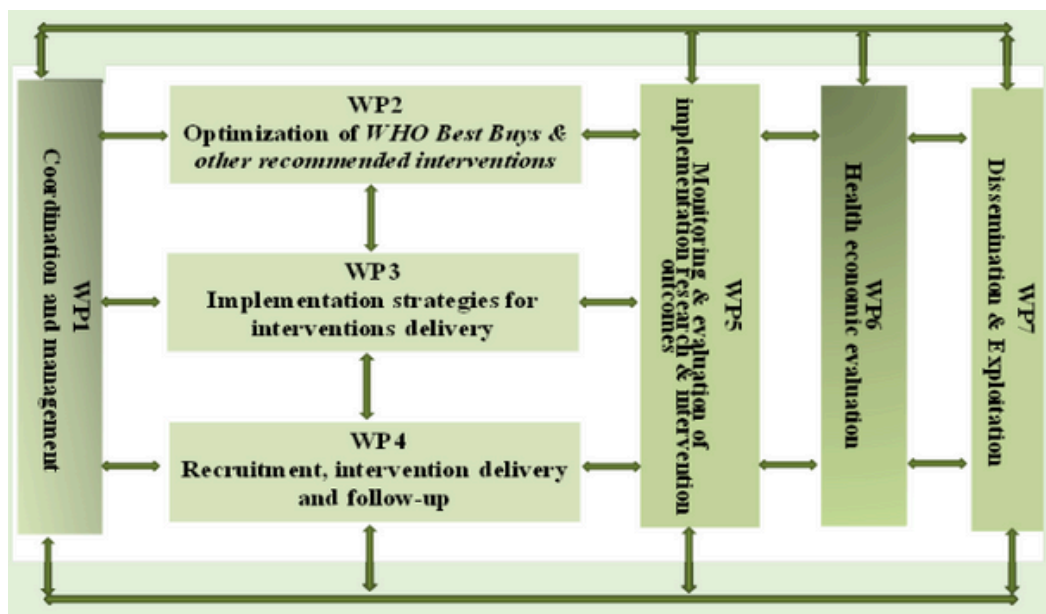 WP1
Coordination and management
WP2
Optimization of WHO Best Buys &
other recommended interventions
WP3
Implementation strategies for
interventions delivery
WP4
Recruitment, intervention delivery
and follow-up
WP5
Monitoring & evaluation of
implementation research & intervention
outcomes
WP6
Health economic evaluation
WP7
Dissemination & Exploitation